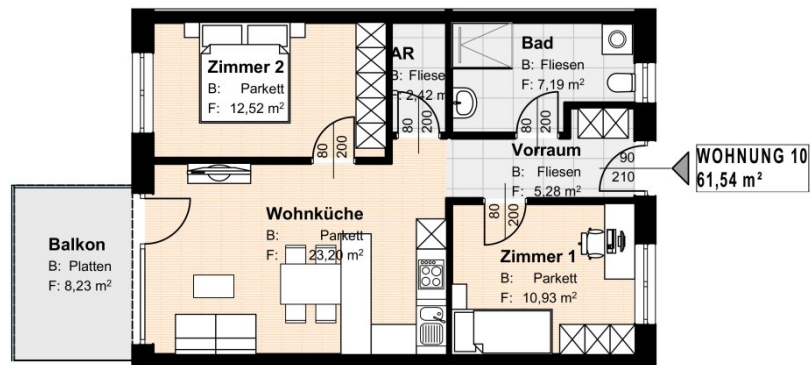 Zimmer 2
B: Parkett
F: 12,52 m²
AR
B: Fliese
F: 2,42 m²
Bad
B: Fliesen
F: 7,19 m²
80
200
80
200
80
200
Vorraum
B: Fliesen
F: 5,28 m²
90
210
WOHNUNG 10
61,54 m²
Balkon
B: Platten
F: 8,23 m²
Wohnküche
B: Parkett
F: 23,20 m²
80
200
Zimmer 1
B: Parkett
F: 10,93 m²